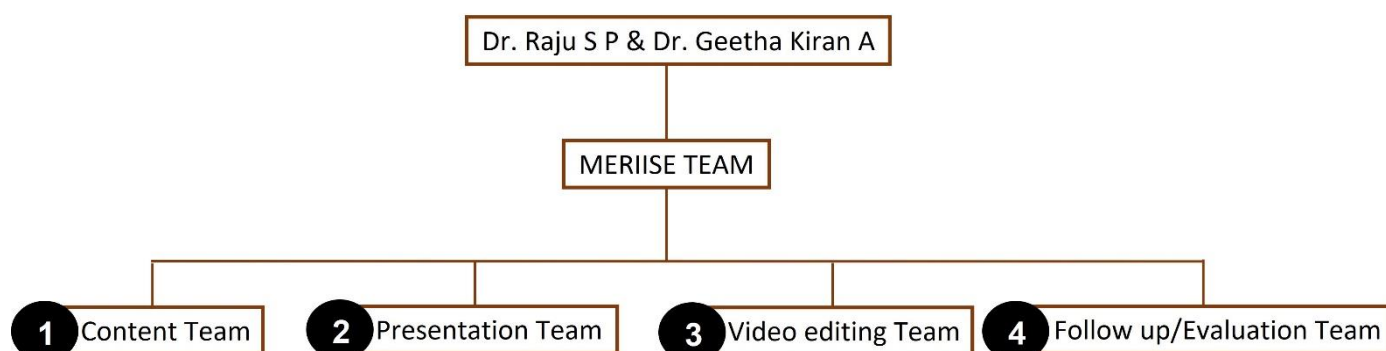 Dr. Raju S P & Dr. Geetha Kiran A
MERIISE TEAM
1 Content Team
2 Presentation Team
3 Video editing Team
4 Follow up/Evaluation Team